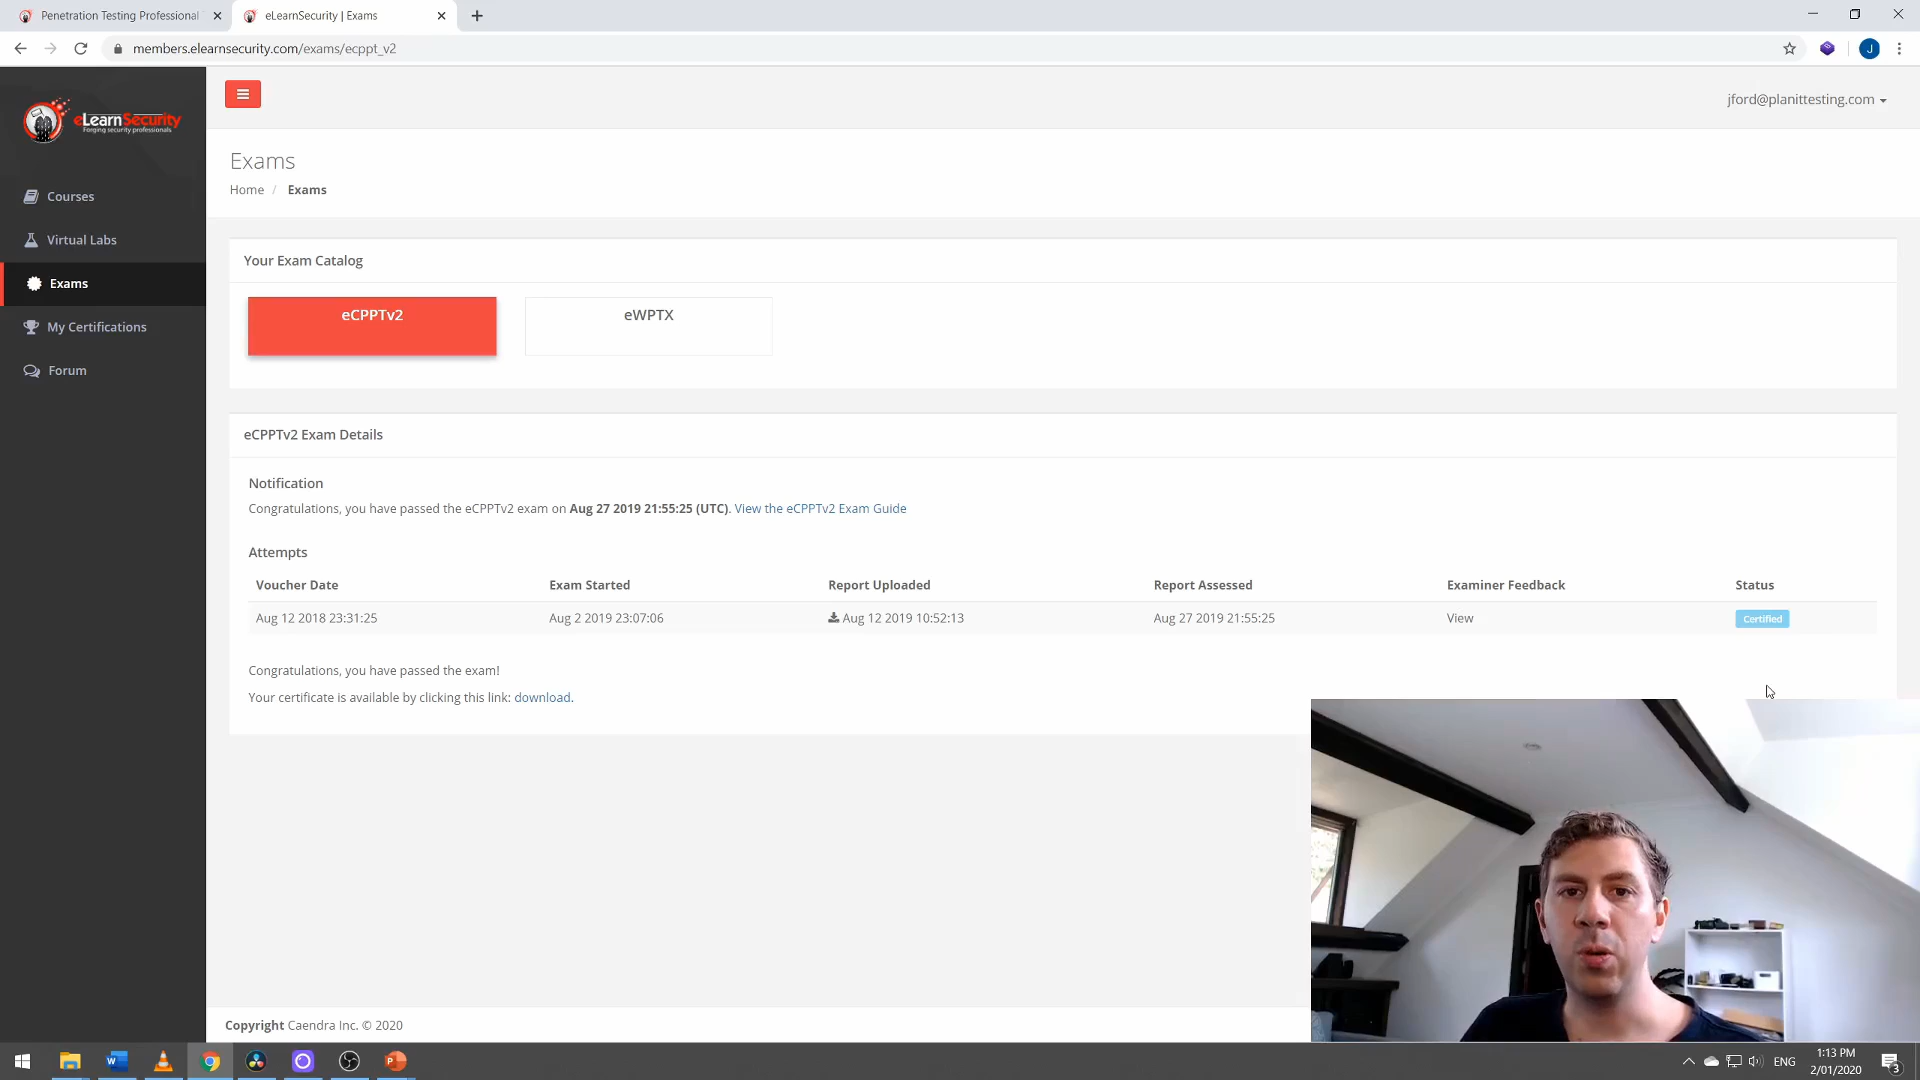 Penetration Testing Professional
eLearnSecurity | Exams
members.elearnsecurity.com/exams/ecppt_v2
J
eLearnSecurity
Forging security professionals
jford@planittesting.com
Courses
Virtual Labs
Exams
My Certifications
Forum
Exams
Home / Exams
Your Exam Catalog
eCPPTv2
eWPTX
eCPPTv2 Exam Details
Notification
Congratulations, you have passed the eCPPTv2 exam on Aug 27 2019 21:55:25 (UTC). View the eCPPTv2 Exam Guide
Attempts
Voucher Date Exam Started Report Uploaded Report Assessed Examiner Feedback Status
Aug 12 2018 23:31:25 Aug 2 2019 23:07:06 Aug 12 2019 10:52:13 Aug 27 2019 21:55:25 View Certified
Congratulations, you have passed the exam!
Your certificate is available by clicking this link: download.
Copyright Caendra Inc. © 2020
ENG
1:13 PM
2/01/2020
3